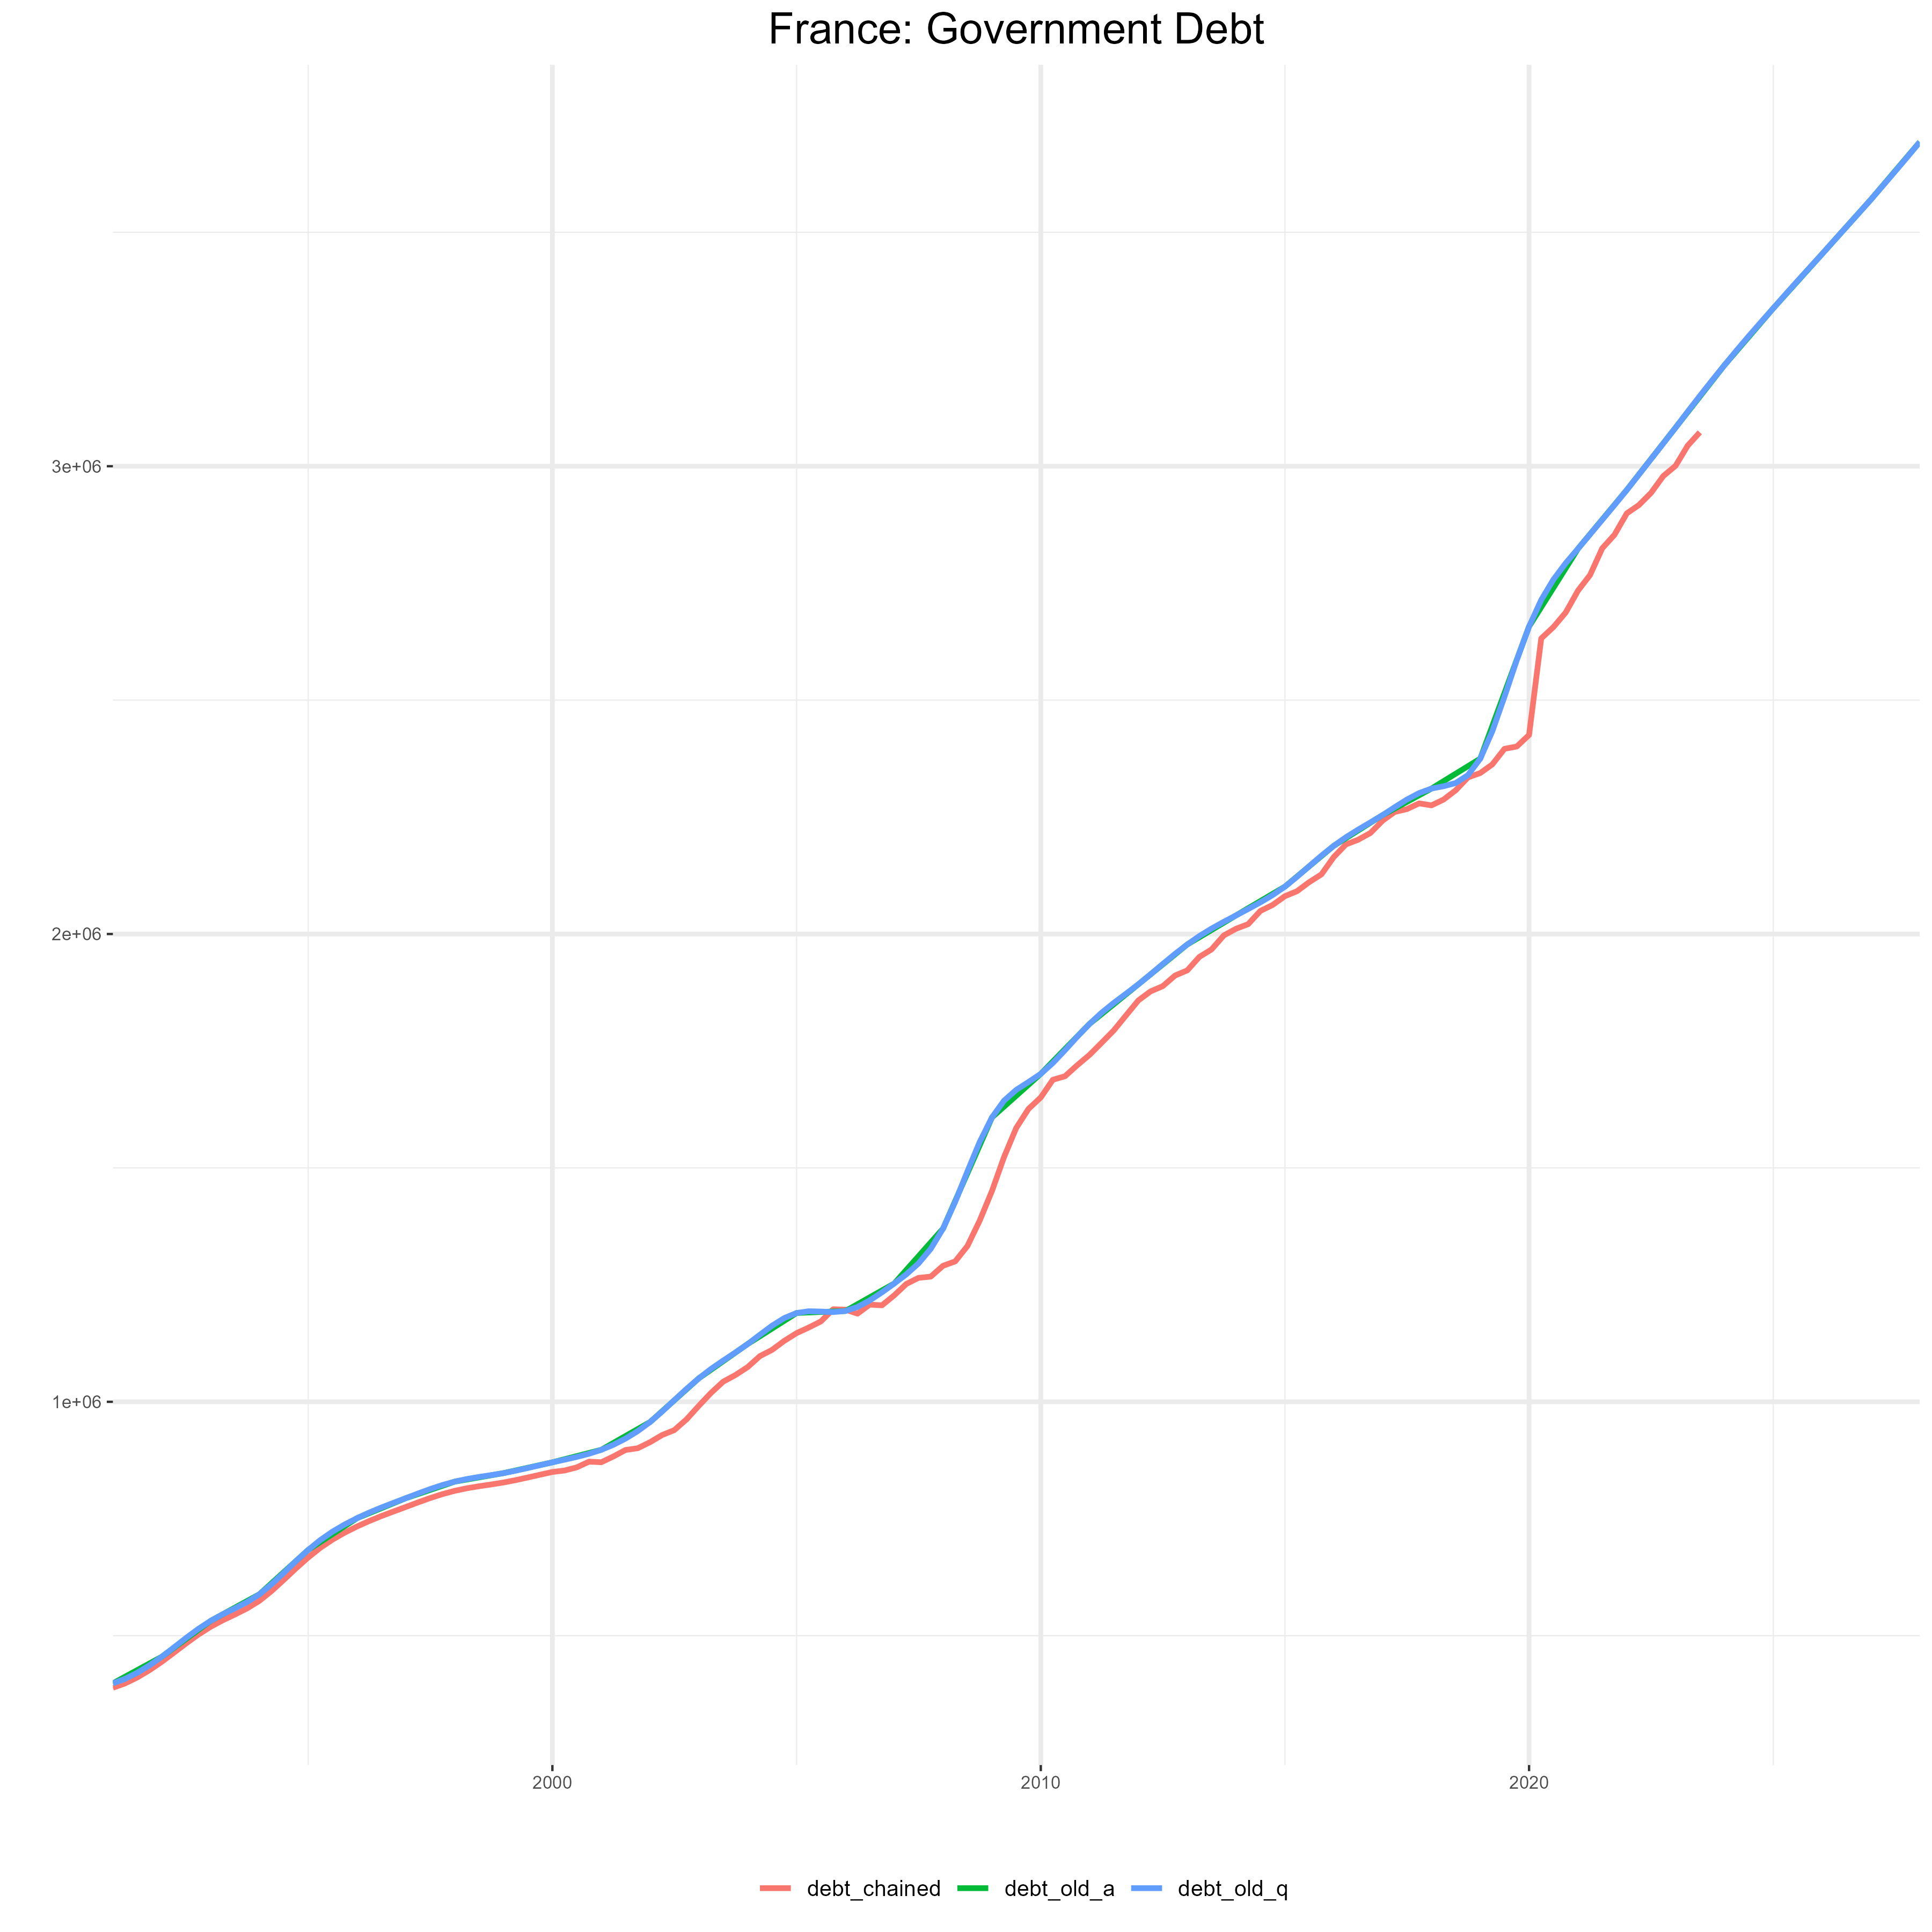 France: Government Debt
3e+06
2e+06
1e+06
2000 2010 2020
debt_chained debt_old_a debt_old_q